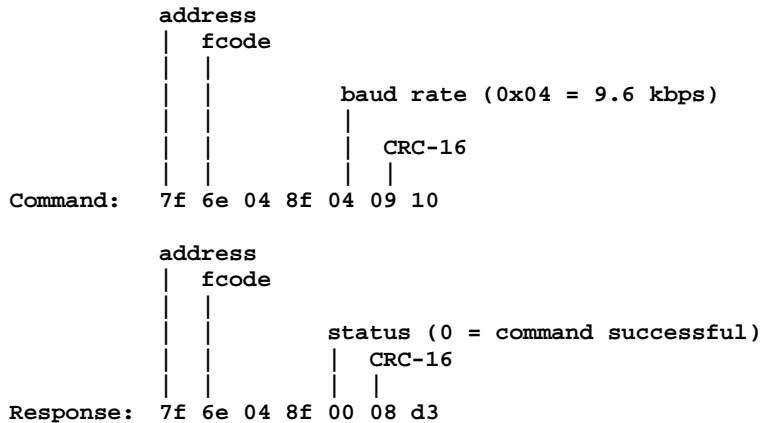 address
| fcode
| |
| | baud rate (0x04 = 9.6 kbps)
| | |
| | | CRC-16
| | | |
Command: 7f 6e 04 8f 04 09 10
address
| fcode
| |
| | status (0 = command successful)
| | | CRC-16
| | | |
Response: 7f 6e 04 8f 00 08 d3